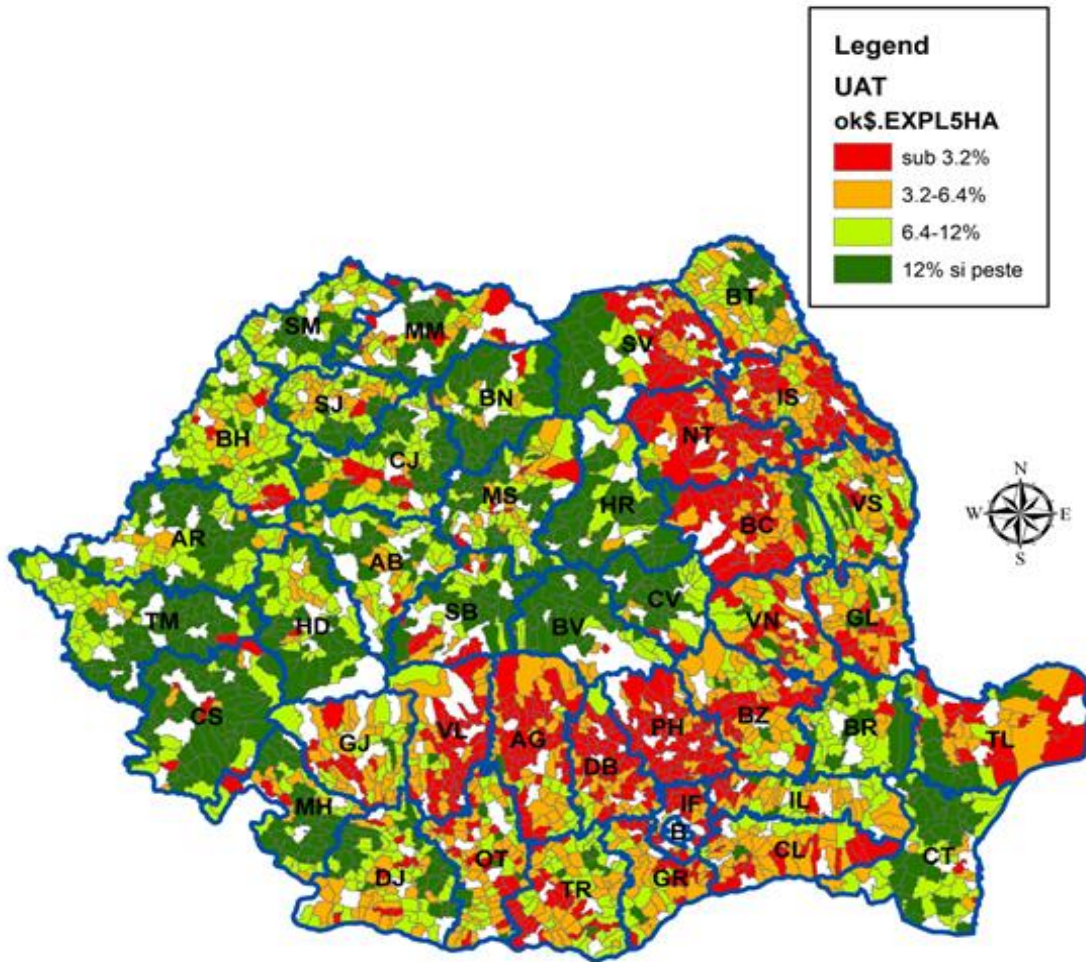 Legend
UAT
ok$.EXPL5HA
sub 3.2%
3.2-6.4%
6.4-12%
12% si peste
BT
SM
MM
SV
BN
SJ
IS
BH
CJ
NT
MS
HR
VS
BC
AR
AB
CV
SB
TM
HD
BV
VN
GL
CS
GJ
VL
AG
PH
BZ
BR
TL
DB
MH
IF
IL
B
OT
CL
CT
DJ
TR
GR
N
W E
S